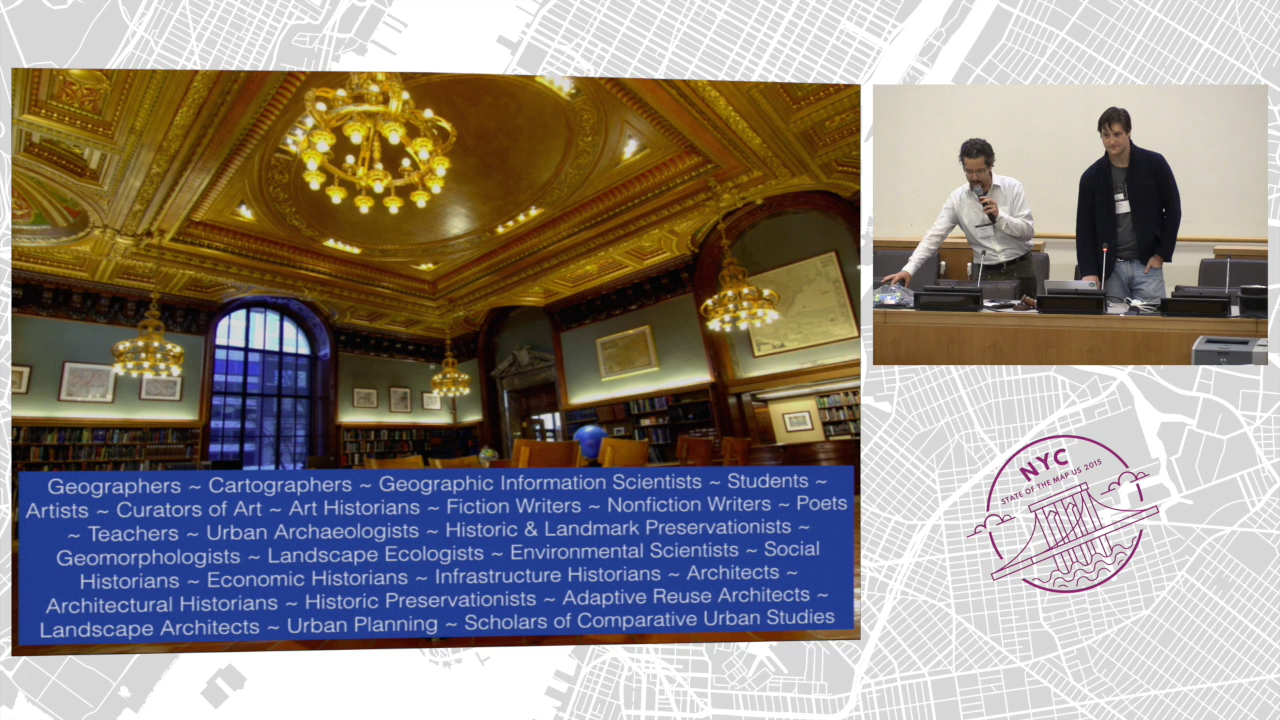 Geographers ~ Cartographers ~ Geographic Information Scientists ~ Students ~
Artists ~ Curators of Art ~ Art Historians ~ Fiction Writers ~ Nonfiction Writers ~ Poets
~ Teachers ~ Urban Archaeologists ~ Historic & Landmark Preservationists ~
Geomorphologists ~ Landscape Ecologists ~ Environmental Scientists ~ Social
Historians ~ Economic Historians ~ Infrastructure Historians ~ Architects ~
Architectural Historians ~ Historic Preservationists ~ Adaptive Reuse Architects ~
Landscape Architects ~ Urban Planning ~ Scholars of Comparative Urban Studies
NYC
STATE OF THE MAP US 2015